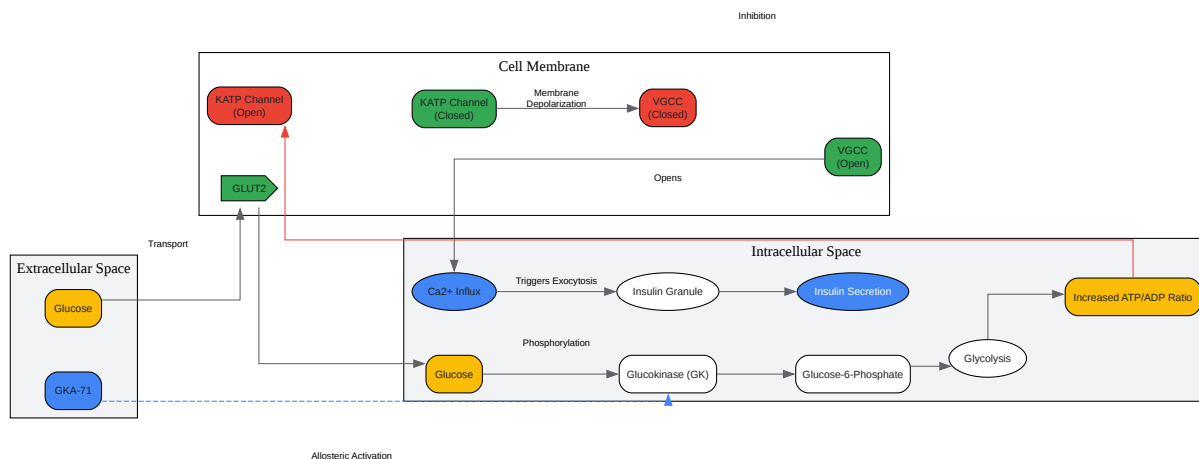 Inhibition
Cell Membrane
KATP Channel
(Open)
KATP Channel
(Closed)
Membrane
Depolarization
VGCC
(Closed)
VGCC
(Open)
Opens
GLUT2
Transport
Extracellular Space
Glucose
GKA-71
Intracellular Space
Ca2+ Influx
Triggers Exocytosis
Insulin Granule
Insulin Secretion
Increased ATP/ADP Ratio
Phosphorylation
Glucose
Glucokinase (GK)
Glucose-6-Phosphate
Glycolysis
Allosteric Activation